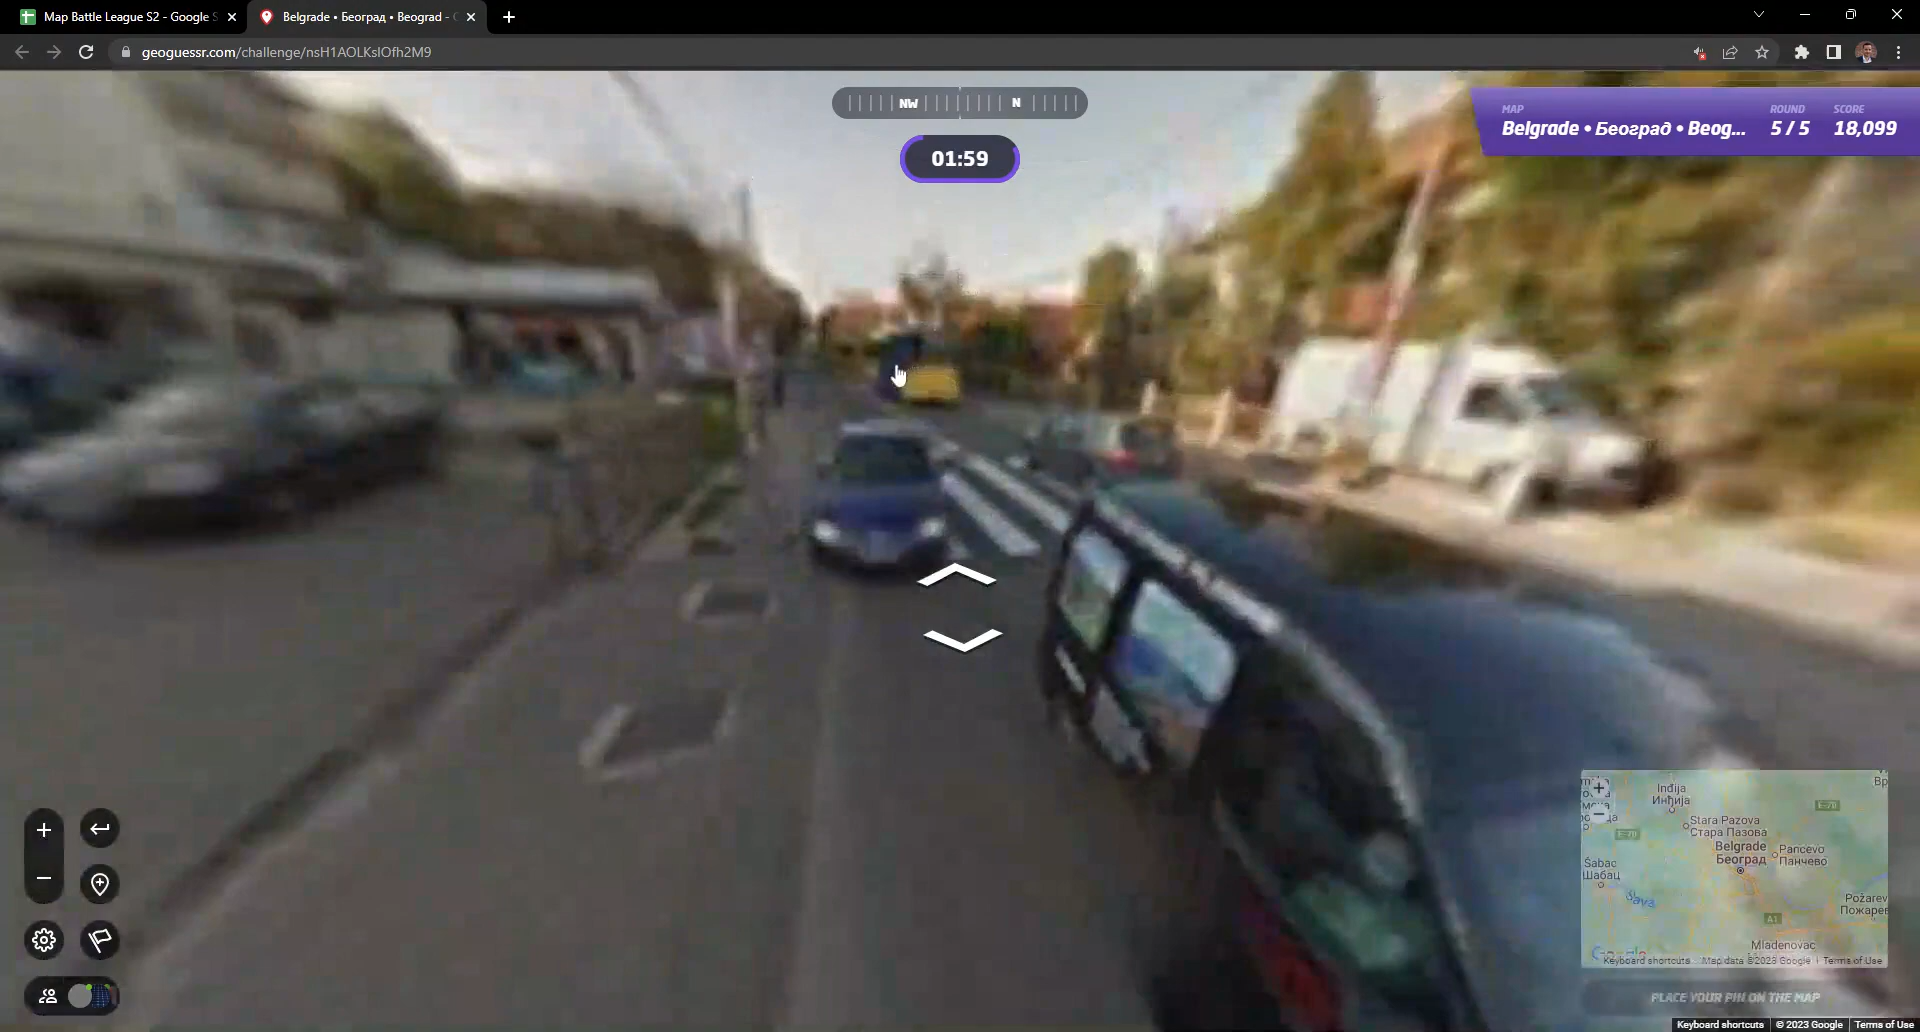 Map Battle League S2 - Google S
Belgrade • Београд • Beograd - G
geoguessr.com/challenge/nsH1AOLKsIOfh2M9
NW
N
01:59
MAP
ROUND
SCORE
Belgrade • Београд • Beog...
5 / 5
18,099
Inđija
Инђија
Stara Pazova
Стара Пазова
Belgrade
Београд
Pancevo
Панчево
Šabac
Шабац
Sava
E-70
E-70
A1
Požarev
Пожарев
Mladenovac
Google
Keyboard shortcuts
Map data ©2023 Google
Terms of Use
PLACE YOUR PIN ON THE MAP
Keyboard shortcuts
© 2023 Google
Terms of Use